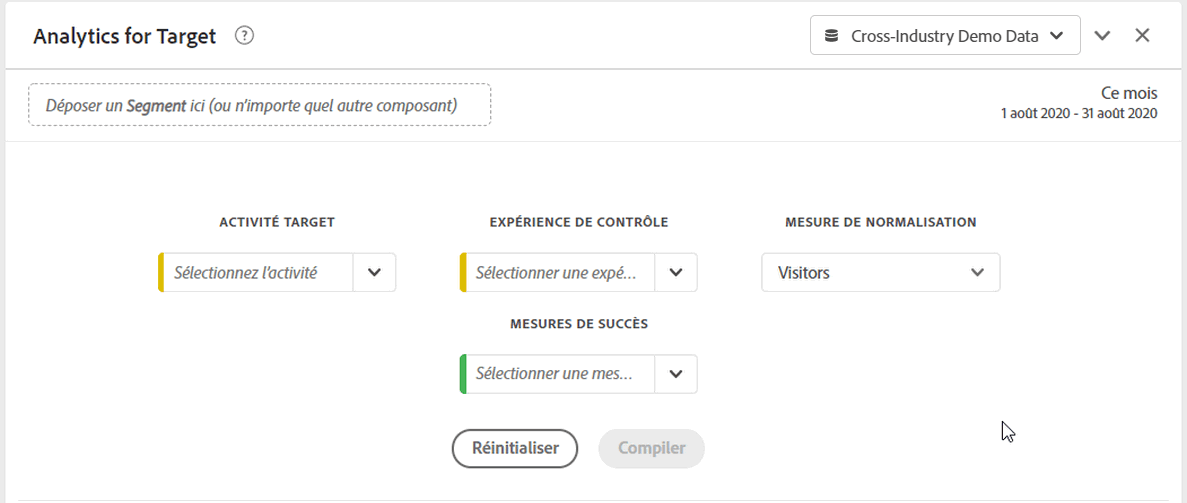 Analytics for Target ?
Cross-Industry Demo Data
Déposer un Segment ici (ou n'importe quel autre composant)
Ce mois
1 août 2020 - 31 août 2020
ACTIVITÉ TARGET
EXPÉRIENCE DE CONTRÔLE
MESURE DE NORMALISATION
Sélectionnez l'activité
Sélectionner une expé...
Visitors
MESURES DE SUCCÈS
Sélectionner une mes...
Réinitialiser
Compiler